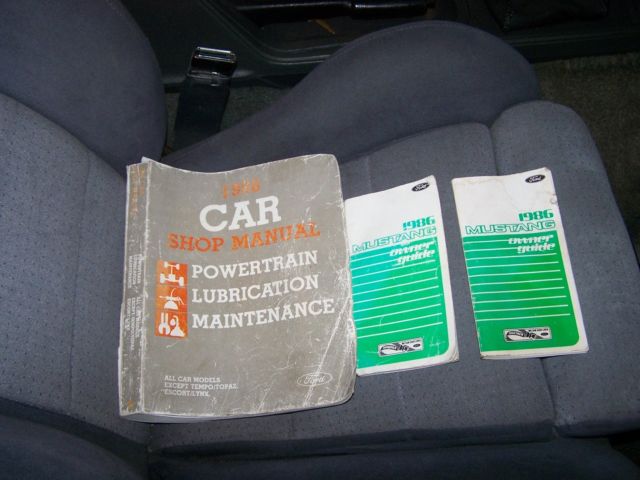 1986
CAR
SHOP MANUAL
POWERTRAIN
LUBRICATION
MAINTENANCE
ALL CAR MODELS
EXCEPT TEMPO/TOPAZ,
ESCORT/LYNX.
Ford
Ford
1986
MUSTANG
owner
guide
Ford
1986
MUSTANG
owner
guide